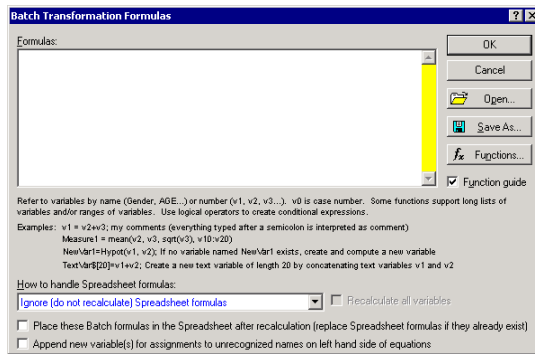 Batch Transformation Formulas
Formulas:
OK
Cancel
Open...
Save As...
fx Functions...
Function guide
Refer to variables by name (Gender, AGE...) or number (v1, v2, v3...). v0 is case number. Some functions support long lists of
variables and/or ranges of variables. Use logical operators to create conditional expressions.
Examples: v1 = v2+v3; my comments (everything typed after a semicolon is interpreted as comment)
Measure1 = mean(v2, v3, sqrt(v3), v10:v20)
NewVar1=Hypot(v1, v2); If no variable named NewVar1 exists, create and compute a new variable
TextVar$[20]=v1+v2; Create a new text variable of length 20 by concatenating text variables v1 and v2
How to handle Spreadsheet formulas:
Ignore (do not recalculate) Spreadsheet formulas
Recalculate all variables
Place these Batch formulas in the Spreadsheet after recalculation (replace Spreadsheet formulas if they already exist)
Append new variable(s) for assignments to unrecognized names on left hand side of equations